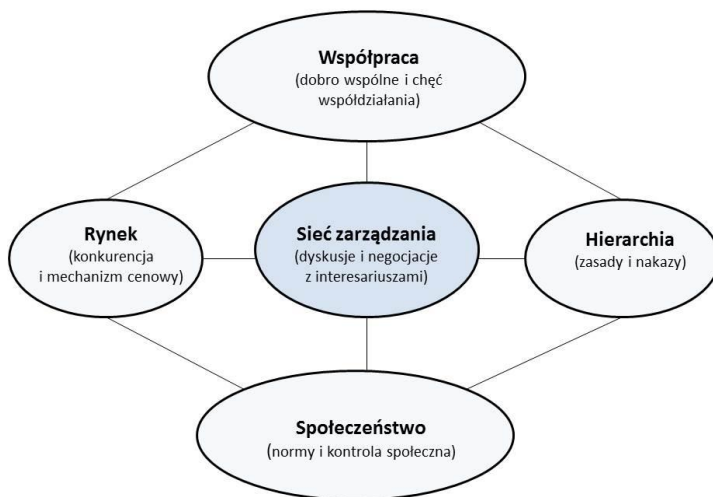 Współpraca
(dobro wspólne i chęć
współdziałania)
Rynek
(konkurencja
i mechanizm cenowy)
Sieć zarządzania
(dyskusje i negocjacje
z interesariuszami)
Hierarchia
(zasady i nakazy)
Społeczeństwo
(normy i kontrola społeczna)